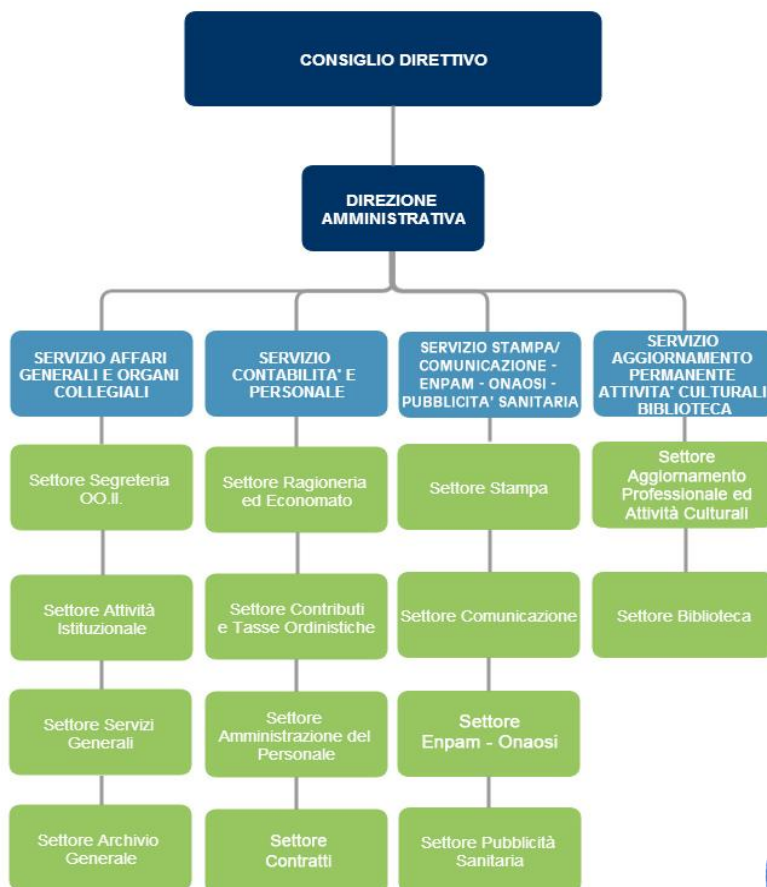 CONSIGLIO DIRETTIVO
DIREZIONE
AMMINISTRATIVA
SERVIZIO AFFARI
GENERALI E ORGANI
COLLEGIALI
SERVIZIO
CONTABILITA' E
PERSONALE
SERVIZIO STAMPA/
COMUNICAZIONE -
ENPAM - ONAOSI -
PUBBLICITA' SANITARIA
SERVIZIO
AGGIORNAMENTO
PERMANENTE
ATTIVITA' CULTURALI
BIBLIOTECA
Settore Segreteria
OO.II.
Settore Ragioneria
ed Economato
Settore Stampa
Settore
Aggiornamento
Professionale ed
Attività Culturali
Settore Attività
Istituzionale
Settore Contributi
e Tasse Ordinistiche
Settore Comunicazione
Settore Biblioteca
Settore Servizi
Generali
Settore
Amministrazione del
Personale
Settore
Enpam - Onaosi
Settore Archivio
Generale
Settore
Contratti
Settore Pubblicità
Sanitaria